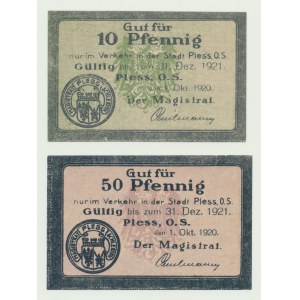 Gut für
10 Pfennig
nur im Verkehr in der Stadt Pless, O.S.
Gültig bis zum 31. Dez. 1921.
Pless, O.S.
den 1. Okt. 1920.
Der Magistrat.
Gut für
50 Pfennig
nur im Verkehr in der Stadt Pless, O.S.
Gültig bis zum 31. Dez. 1921.
Pless, O.S.
den 1. Okt. 1920.
Der Magistrat.